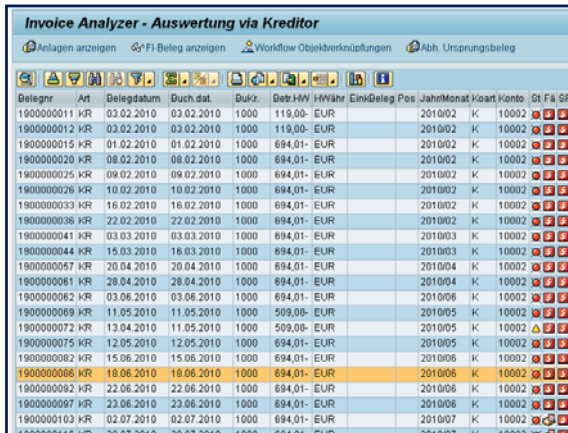 Invoice Analyzer - Auswertung via Kreditor
Anlagen anzeigen FI-Beleg anzeigen Workflow Objektverknüpfungen Abh. Ursprungsbeleg
Belegnr Art Belegdatum Buch.dat. BuKr. Betr.HW HWähr EinkBeleg Pos Jahr/Monat Koart Konto St Fä SF
1900000011 KR 03.02.2010 03.02.2010 1000 119,00- EUR 2010/02 K 10002
1900000012 KR 03.02.2010 03.02.2010 1000 119,00- EUR 2010/02 K 10002
1900000015 KR 01.02.2010 01.02.2010 1000 694,01- EUR 2010/02 K 10002
1900000020 KR 08.02.2010 08.02.2010 1000 694,01- EUR 2010/02 K 10002
1900000025 KR 09.02.2010 09.02.2010 1000 694,01- EUR 2010/02 K 10002
1900000026 KR 10.02.2010 10.02.2010 1000 694,01- EUR 2010/02 K 10002
1900000033 KR 16.02.2010 16.02.2010 1000 694,01- EUR 2010/02 K 10002
1900000036 KR 22.02.2010 22.02.2010 1000 694,01- EUR 2010/02 K 10002
1900000041 KR 03.03.2010 03.03.2010 1000 694,01- EUR 2010/03 K 10002
1900000044 KR 15.03.2010 16.03.2010 1000 694,01- EUR 2010/03 K 10002
1900000057 KR 20.04.2010 20.04.2010 1000 694,01- EUR 2010/04 K 10002
1900000061 KR 28.04.2010 28.04.2010 1000 694,01- EUR 2010/04 K 10002
1900000062 KR 03.06.2010 03.06.2010 1000 694,01- EUR 2010/06 K 10002
1900000069 KR 11.05.2010 11.05.2010 1000 509,08- EUR 2010/05 K 10002
1900000072 KR 13.04.2010 11.05.2010 1000 509,08- EUR 2010/05 K 10002
1900000075 KR 12.05.2010 12.05.2010 1000 694,01- EUR 2010/05 K 10002
1900000082 KR 15.06.2010 15.06.2010 1000 694,01- EUR 2010/06 K 10002
1900000086 KR 18.06.2010 18.06.2010 1000 694,01- EUR 2010/06 K 10002
1900000092 KR 22.06.2010 22.06.2010 1000 694,01- EUR 2010/06 K 10002
1900000097 KR 23.06.2010 23.06.2010 1000 694,01- EUR 2010/06 K 10002
1900000103 KR 02.07.2010 02.07.2010 1000 694,01- EUR 2010/07 K 10002